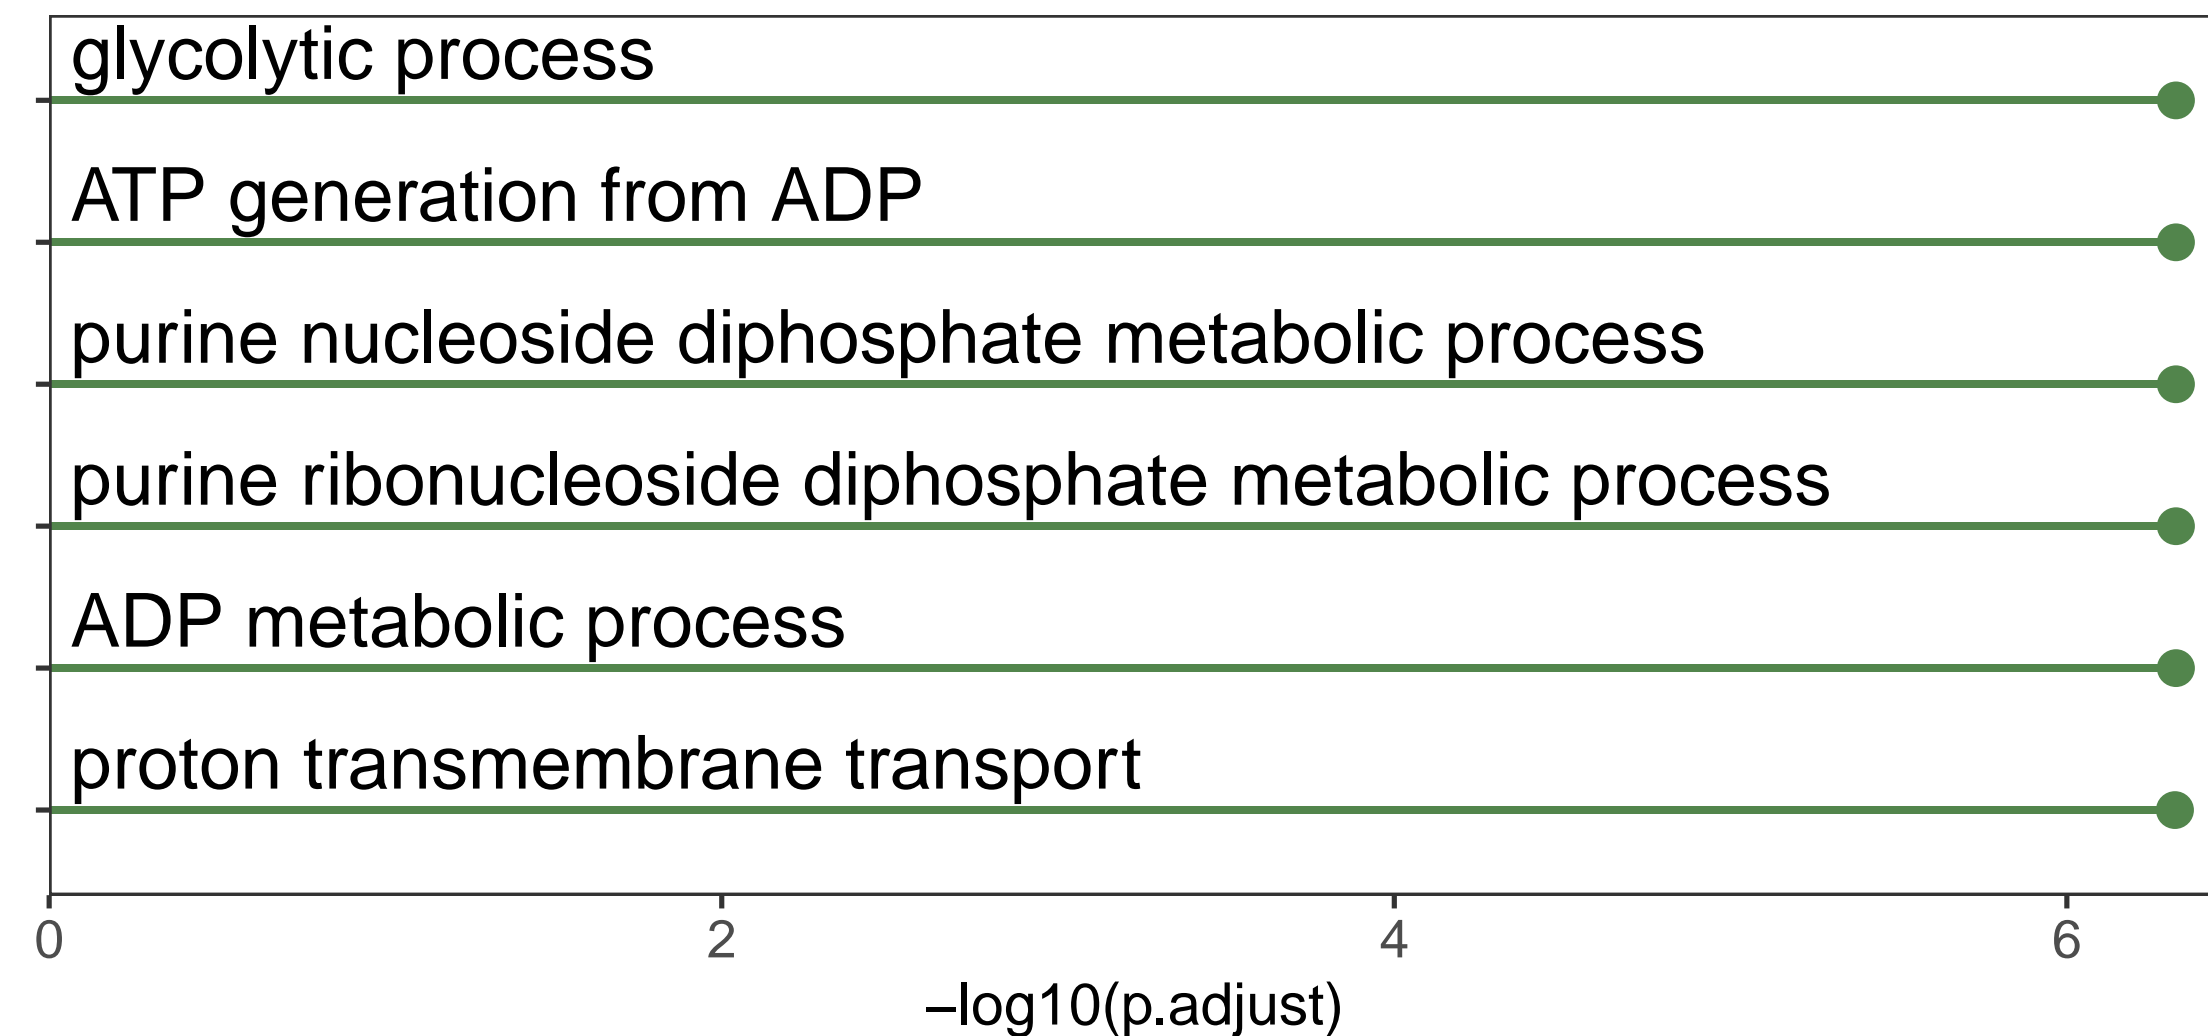 glycolytic process
ATP generation from ADP
purine nucleoside diphosphate metabolic process
purine ribonucleoside diphosphate metabolic process
ADP metabolic process
proton transmembrane transport
0 2 4 6
–log10(p.adjust)